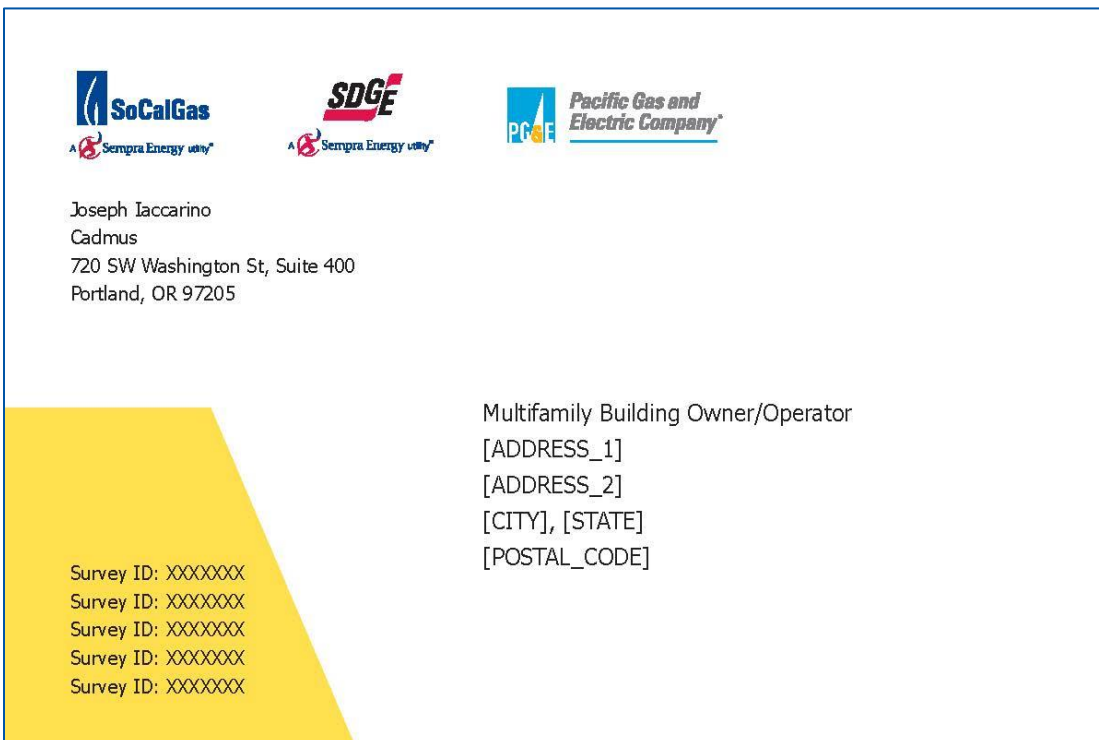 SoCalGas
A Sempra Energy utility®
SDGE
A Sempra Energy utility®
PG&E
Pacific Gas and
Electric Company®
Joseph Iaccarino
Cadmus
720 SW Washington St, Suite 400
Portland, OR 97205
Multifamily Building Owner/Operator
[ADDRESS_1]
[ADDRESS_2]
[CITY], [STATE]
[POSTAL_CODE]
Survey ID: XXXXXXX
Survey ID: XXXXXXX
Survey ID: XXXXXXX
Survey ID: XXXXXXX
Survey ID: XXXXXXX